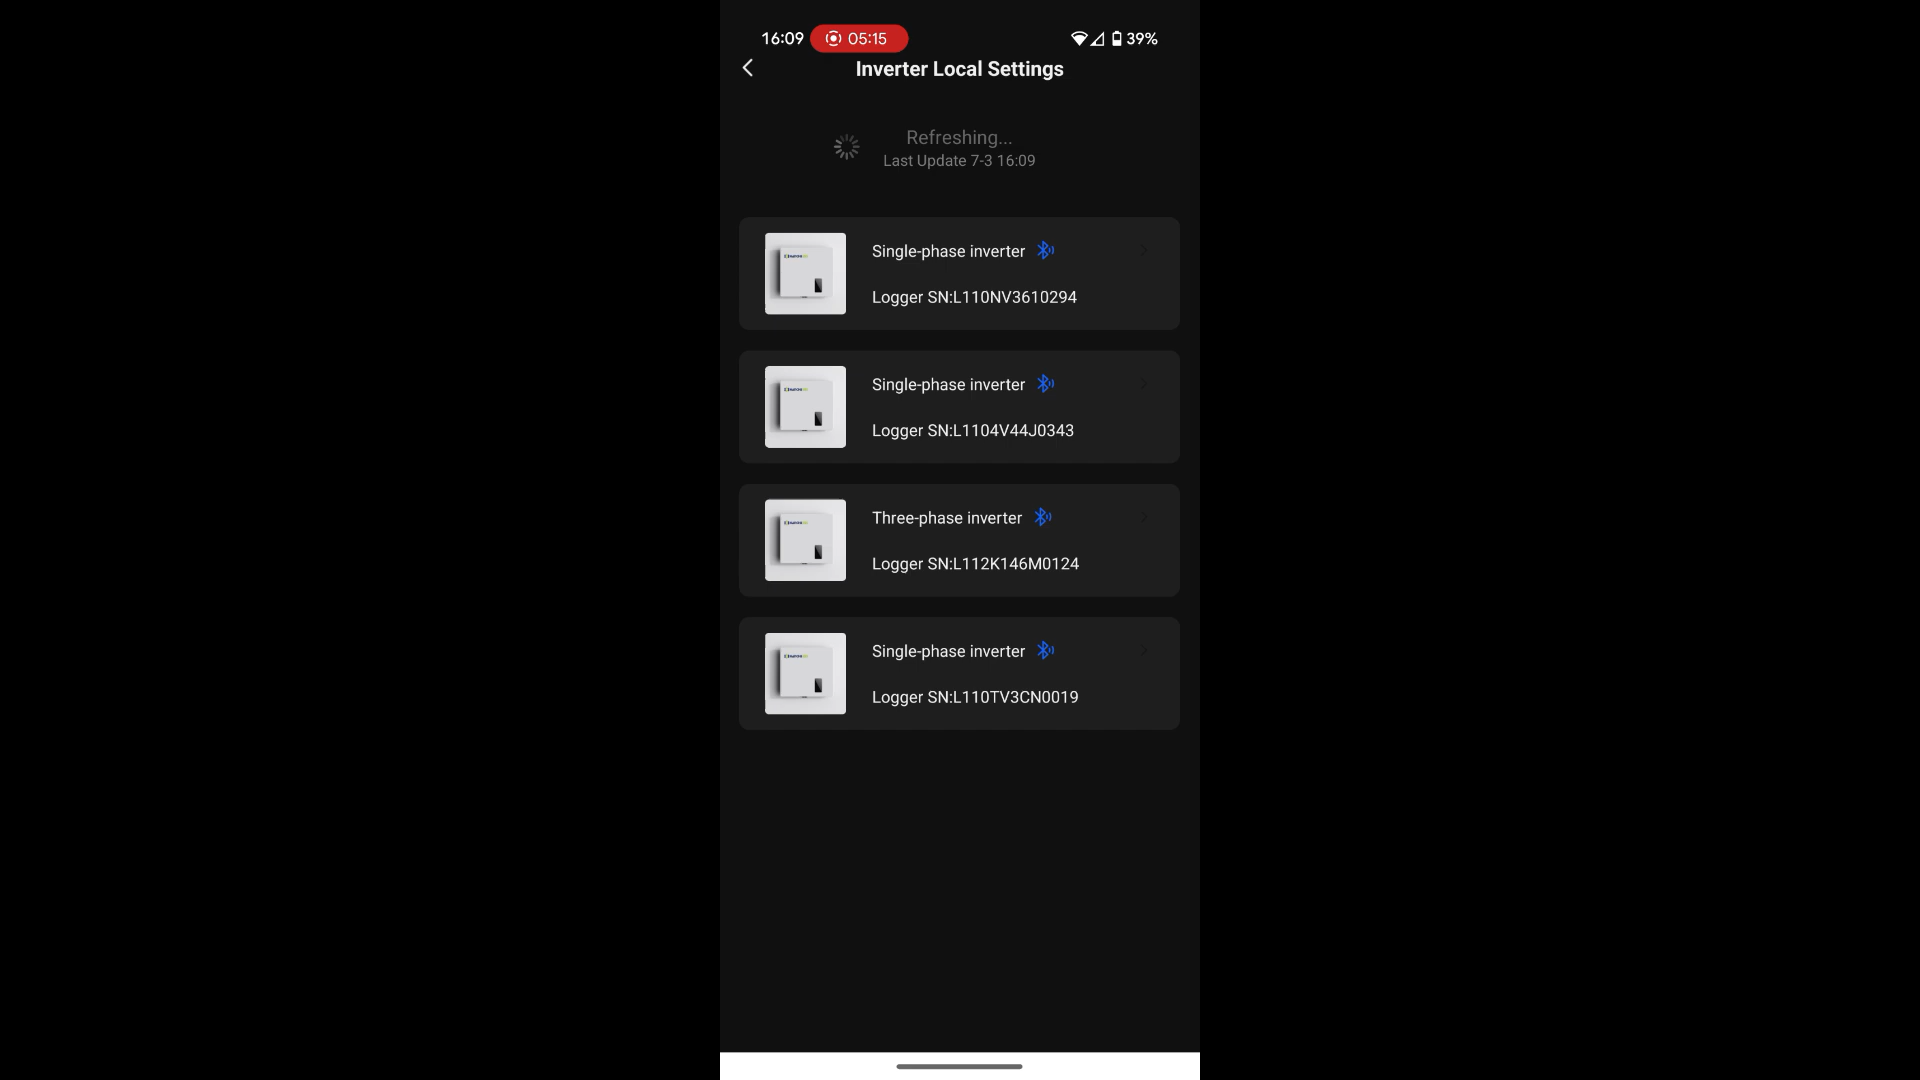 16:09 05:15 39%
Inverter Local Settings
Refreshing...
Last Update 7-3 16:09
Single-phase inverter
Logger SN:L110NV3610294
Single-phase inverter
Logger SN:L1104V44J0343
Three-phase inverter
Logger SN:L112K146M0124
Single-phase inverter
Logger SN:L110TV3CN0019